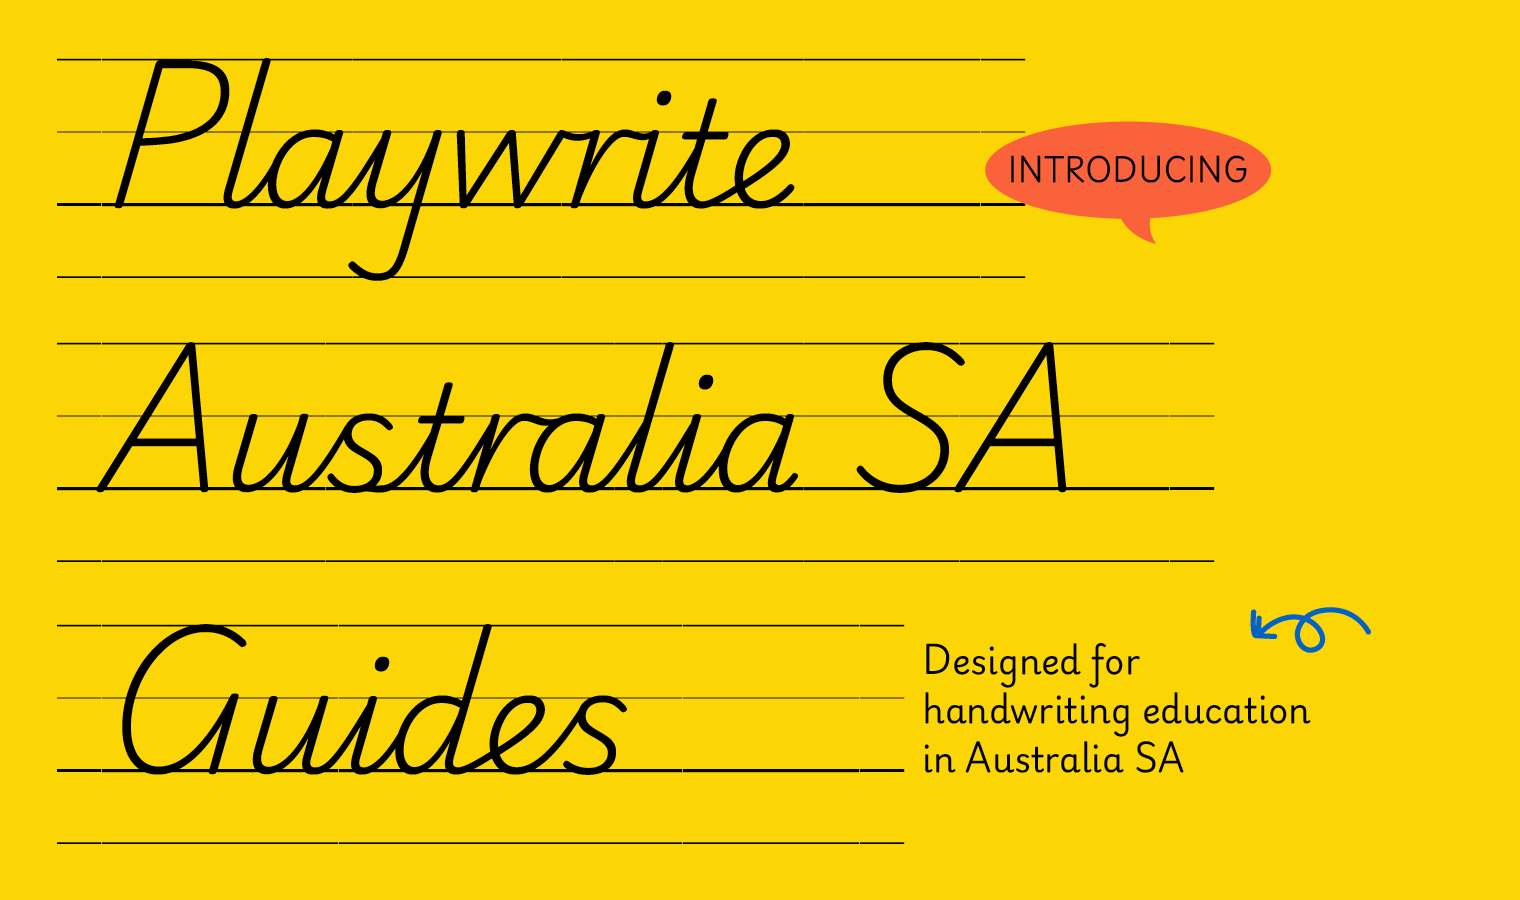 Playwrite
INTRODUCING
Australia SA
Guides
Designed for
handwriting education
in Australia SA